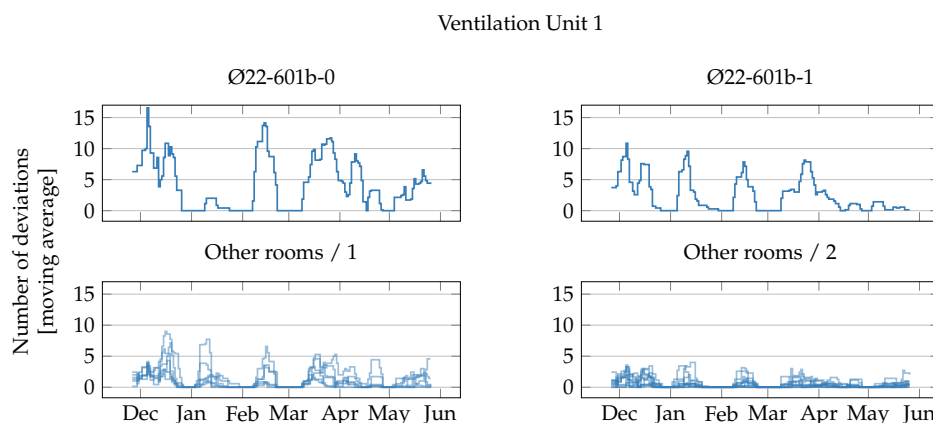 Ventilation Unit 1
Ø22-601b-0
Ø22-601b-1
15
10
5
0
15
10
5
0
Number of deviations
[moving average]
Other rooms / 1
Other rooms / 2
15
10
5
0
15
10
5
0
Dec Jan Feb Mar Apr May Jun
Dec Jan Feb Mar Apr May Jun